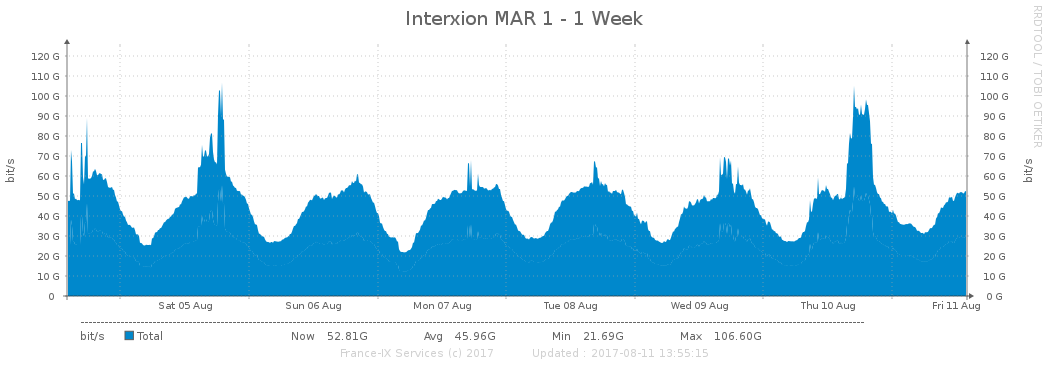 Interxion MAR 1 - 1 Week
RRDTOOL / TOBI OETIKER
bit/s
120 G 120 G
110 G 110 G
100 G 100 G
90 G 90 G
80 G 80 G
70 G 70 G
60 G 60 G
50 G 50 G
40 G 40 G
30 G 30 G
20 G 20 G
10 G 10 G
0 0 G
bit/s
Sat 05 Aug Sun 06 Aug Mon 07 Aug Tue 08 Aug Wed 09 Aug Thu 10 Aug Fri 11 Aug
bit/s Total Now 52.81G Avg 45.96G Min 21.69G Max 106.60G
France-IX Services (c) 2017 Updated : 2017-08-11 13:55:15